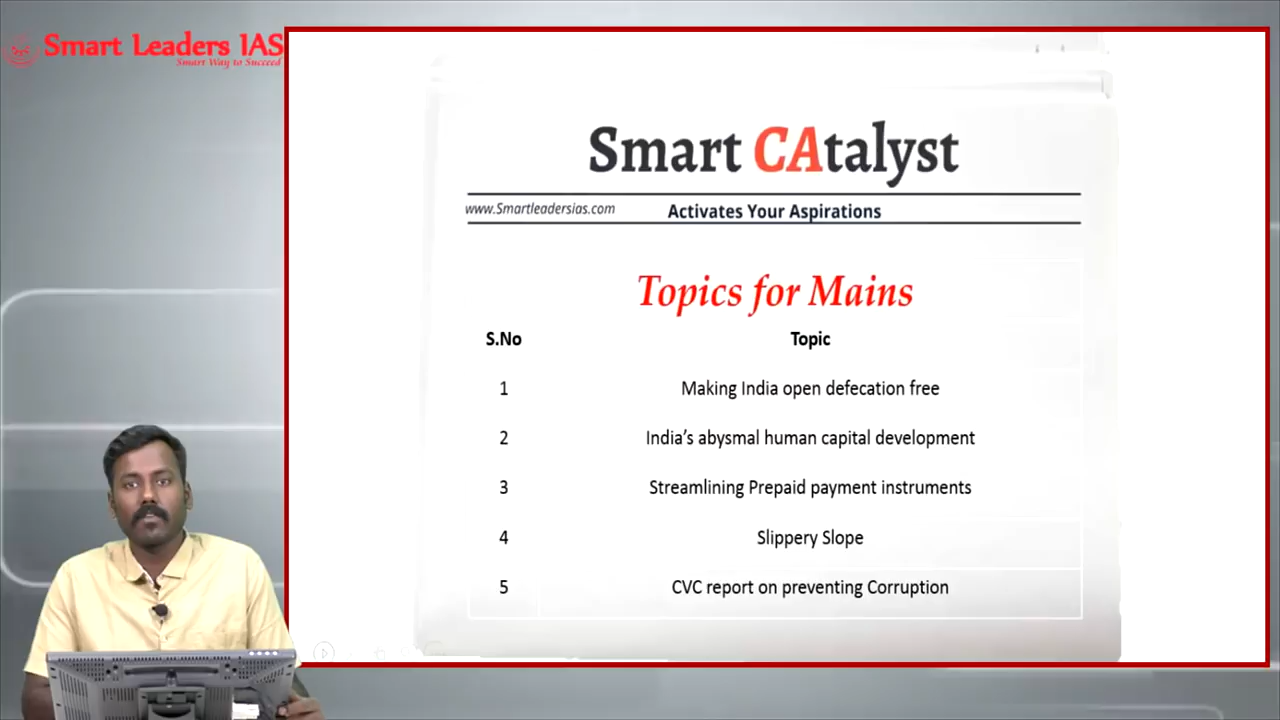 Smart Leaders IAS
Smart Way to Succeed
Smart CAtalyst
www.Smartleadersias.com Activates Your Aspirations
Topics for Mains
S.No Topic
1 Making India open defecation free
2 India's abysmal human capital development
3 Streamlining Prepaid payment instruments
4 Slippery Slope
5 CVC report on preventing Corruption